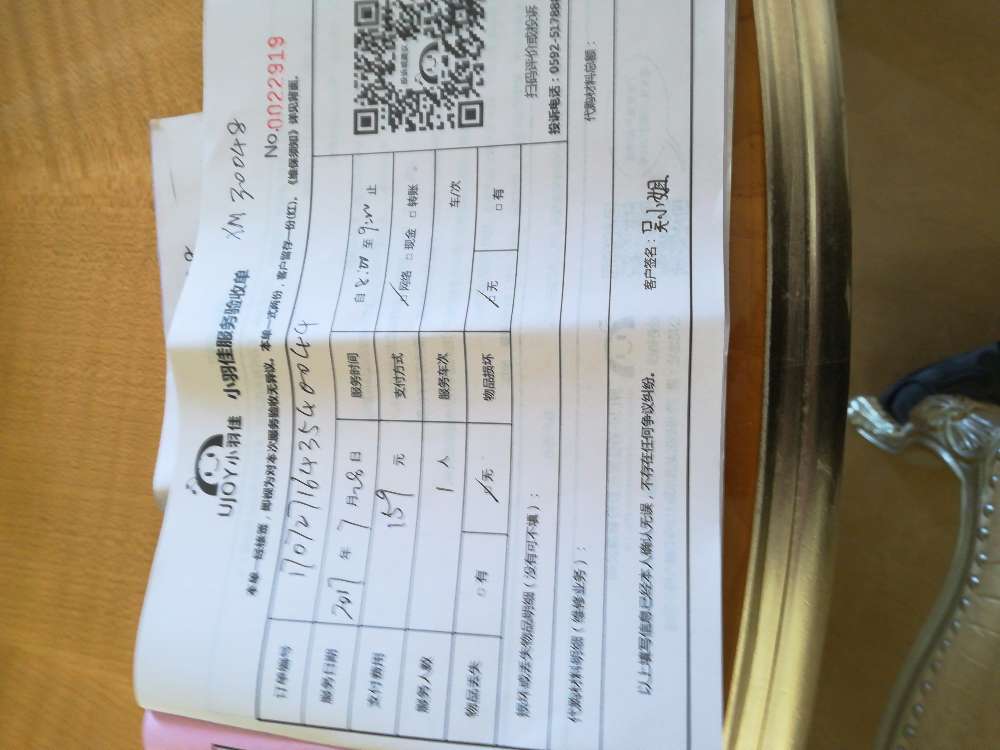 UJOY小羽佳 小羽佳服务验收单 XM 30048
No.0022919
本单一经核签,即视为对本次服务验收无异议。本单一式两份,客户留存一份(红)。《维保须知》详见背面。
订单编号 17072716435440044
服务日期 2017 年 7 月 28 日 服务时间 自 8:00 至 9:00 止
支付费用 159 元 支付方式 ☑网络 □现金 □转账
服务人数 1 人 服务车次 车/次
物品丢失 □有 ☑无 物品损坏 ☑无 □有
损坏或丢失物品明细(没有可不填):
扫码评价或投诉
投诉电话:0592-51788
代购材料明细(维修业务): 代购材料总额:
以上填写信息已经本人确认无误,不存在任何争议纠纷。 客户签名:吴小姐